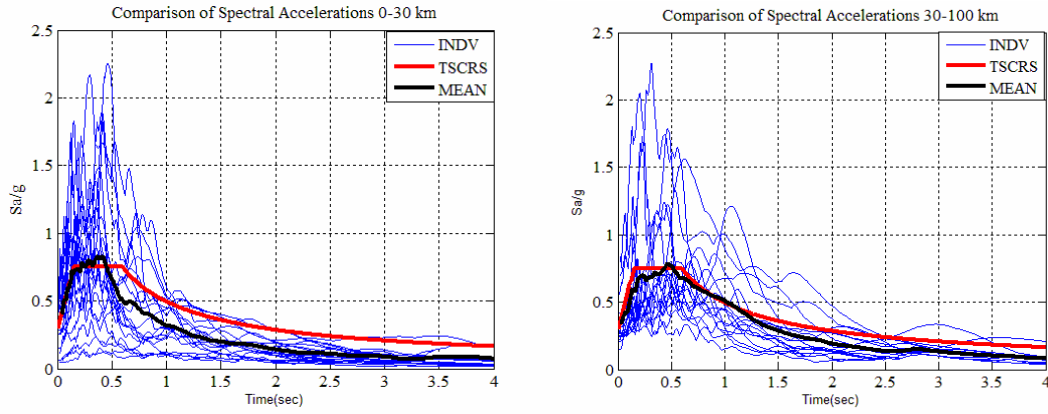 Comparison of Spectral Accelerations 0-30 km
2.5
2
1.5
1
0.5
0
Sa/g
INDV
TSCRS
MEAN
0 0.5 1 1.5 2 2.5 3 3.5 4
Time(sec)
Comparison of Spectral Accelerations 30-100 km
2.5
2
1.5
1
0.5
0
Sa/g
INDV
TSCRS
MEAN
0 0.5 1 1.5 2 2.5 3 3.5 4
Time(sec)